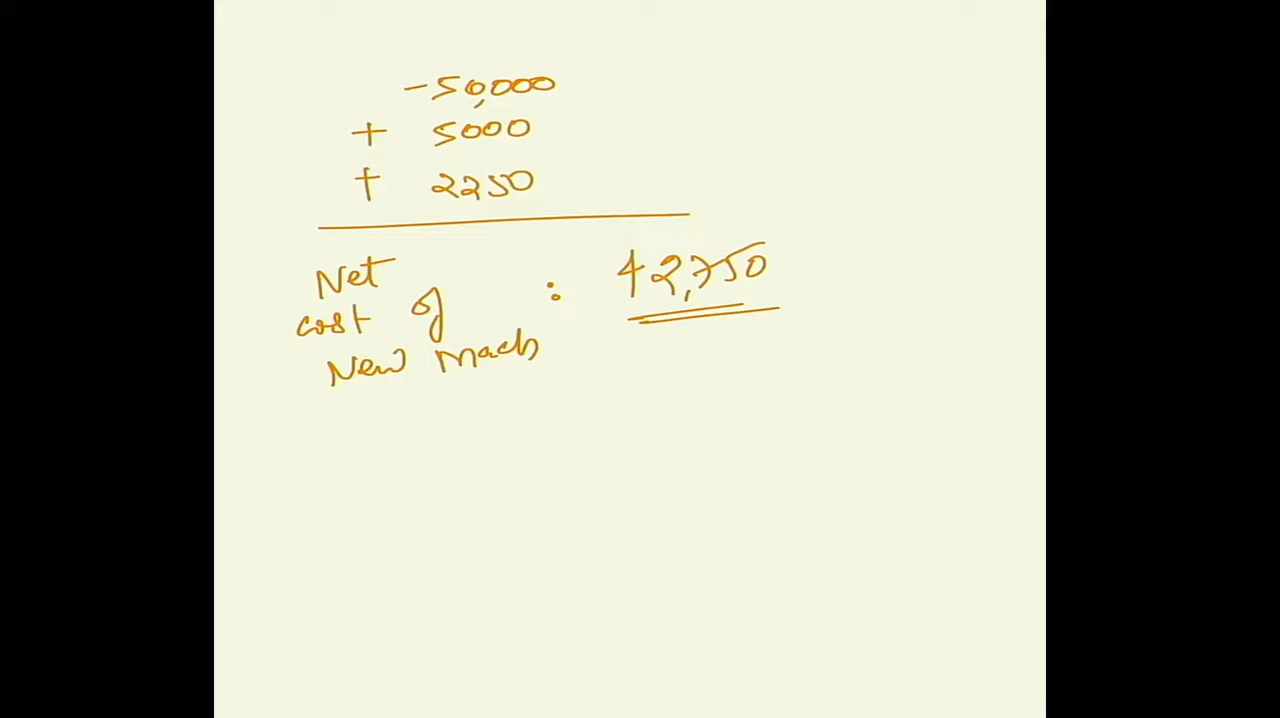 -50,000
+ 5000
+ 2250
Net
cost of : 42,750
New Mach